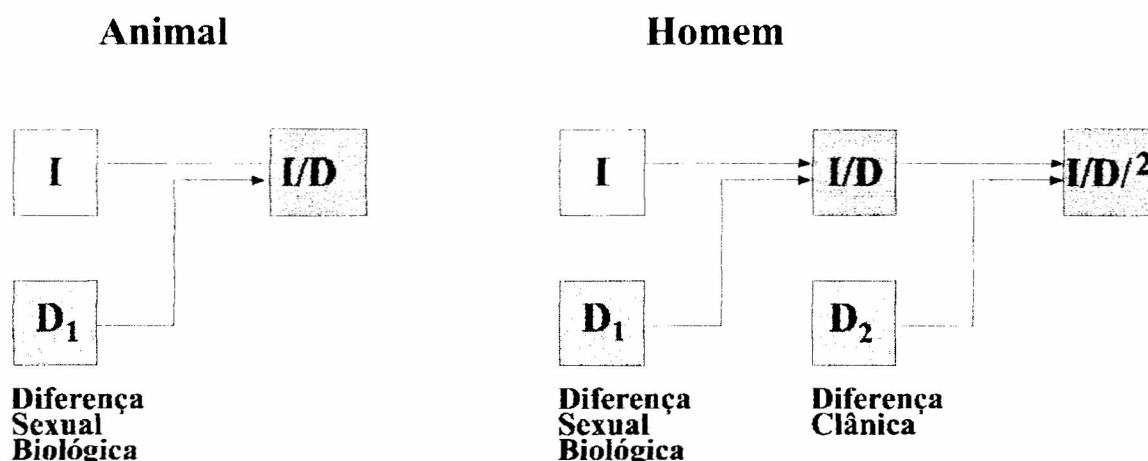 Animal
I
I/D
D₁
Diferença
Sexual
Biológica
Homem
I
I/D
I/D/²
D₁
D₂
Diferença
Sexual
Biológica
Diferença
Clânica